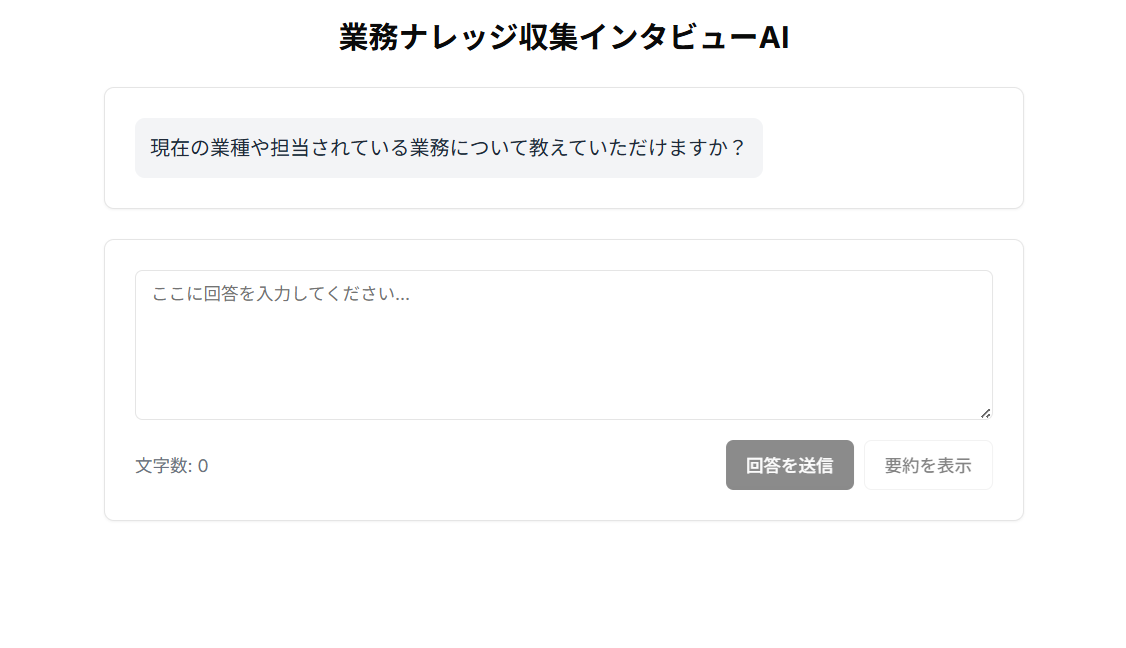 業務ナレッジ収集インタビューAI
現在の業種や担当されている業務について教えていただけますか？
ここに回答を入力してください...
文字数: 0
回答を送信
要約を表示